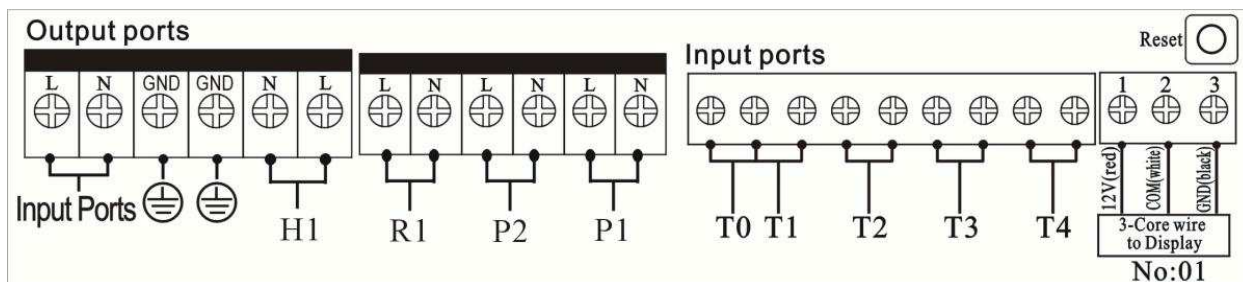 Output ports
L N GND GND N L
L N L N L N
Input Ports
H1
R1 P2 P1
Input ports
T0 T1 T2 T3 T4
Reset
1 2 3
12V(red)
COM(white)
GND(black)
3-Core wire
to Display
No:01